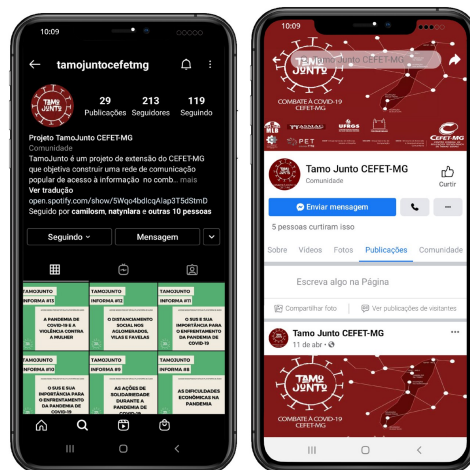 10:09
tamojuntocefetmg
TAMO
JUNTO
29
213
119
Publicações
Seguidores
Seguindo
Projeto TamoJunto CEFET-MG
Comunidade
TamoJunto é um projeto de extensão do CEFET-MG
que objetiva construir uma rede de comunicação
popular de acesso à informação no comb... mais
Ver tradução
open.spotify.com/show/5Wqo4bdlcqAlap3T5dStmD
Seguido por camilosm, natynlara e outras 10 pessoas
Seguindo
Mensagem
TAMOJUNTO
INFORMA #13
A PANDEMIA DE
COVID-19 E A
VIOLÊNCIA CONTRA
A MULHER
TAMOJUNTO
INFORMA #12
O DISTANCIAMENTO
SOCIAL NOS
AGLOMERADOS,
VILAS E FAVELAS
TAMOJUNTO
INFORMA #11
O SUS E SUA
IMPORTÂNCIA PARA
O ENFRENTAMENTO
DA PANDEMIA DE
COVID-19
TAMOJUNTO
INFORMA #10
O SUS E SUA
IMPORTÂNCIA PARA
O ENFRENTAMENTO
DA PANDEMIA DE
COVID-19
TAMOJUNTO
INFORMA #9
AS AÇÕES DE
SOLIDARIEDADE
DURANTE A
PANDEMIA DE
COVID-19
TAMOJUNTO
INFORMA #8
AS DIFICULDADES
ECONÔMICAS NA
PANDEMIA
10:09
Tamo Junto CEFET-MG
TAMO
JUNTO
COMBATE À COVID-19
CEFET-MG
MLB
UFRGS
PET
CEFET-MG
Tamo Junto CEFET-MG
Comunidade
Curtir
Enviar mensagem
5 pessoas curtiram isso
Sobre
Vídeos
Fotos
Publicações
Comunidade
Escreva algo na Página
Compartilhar foto
Ver publicações de visitantes
Tamo Junto CEFET-MG
11 de abr
TAMO
JUNTO
COMBATE À COVID-19
CEFET-MG